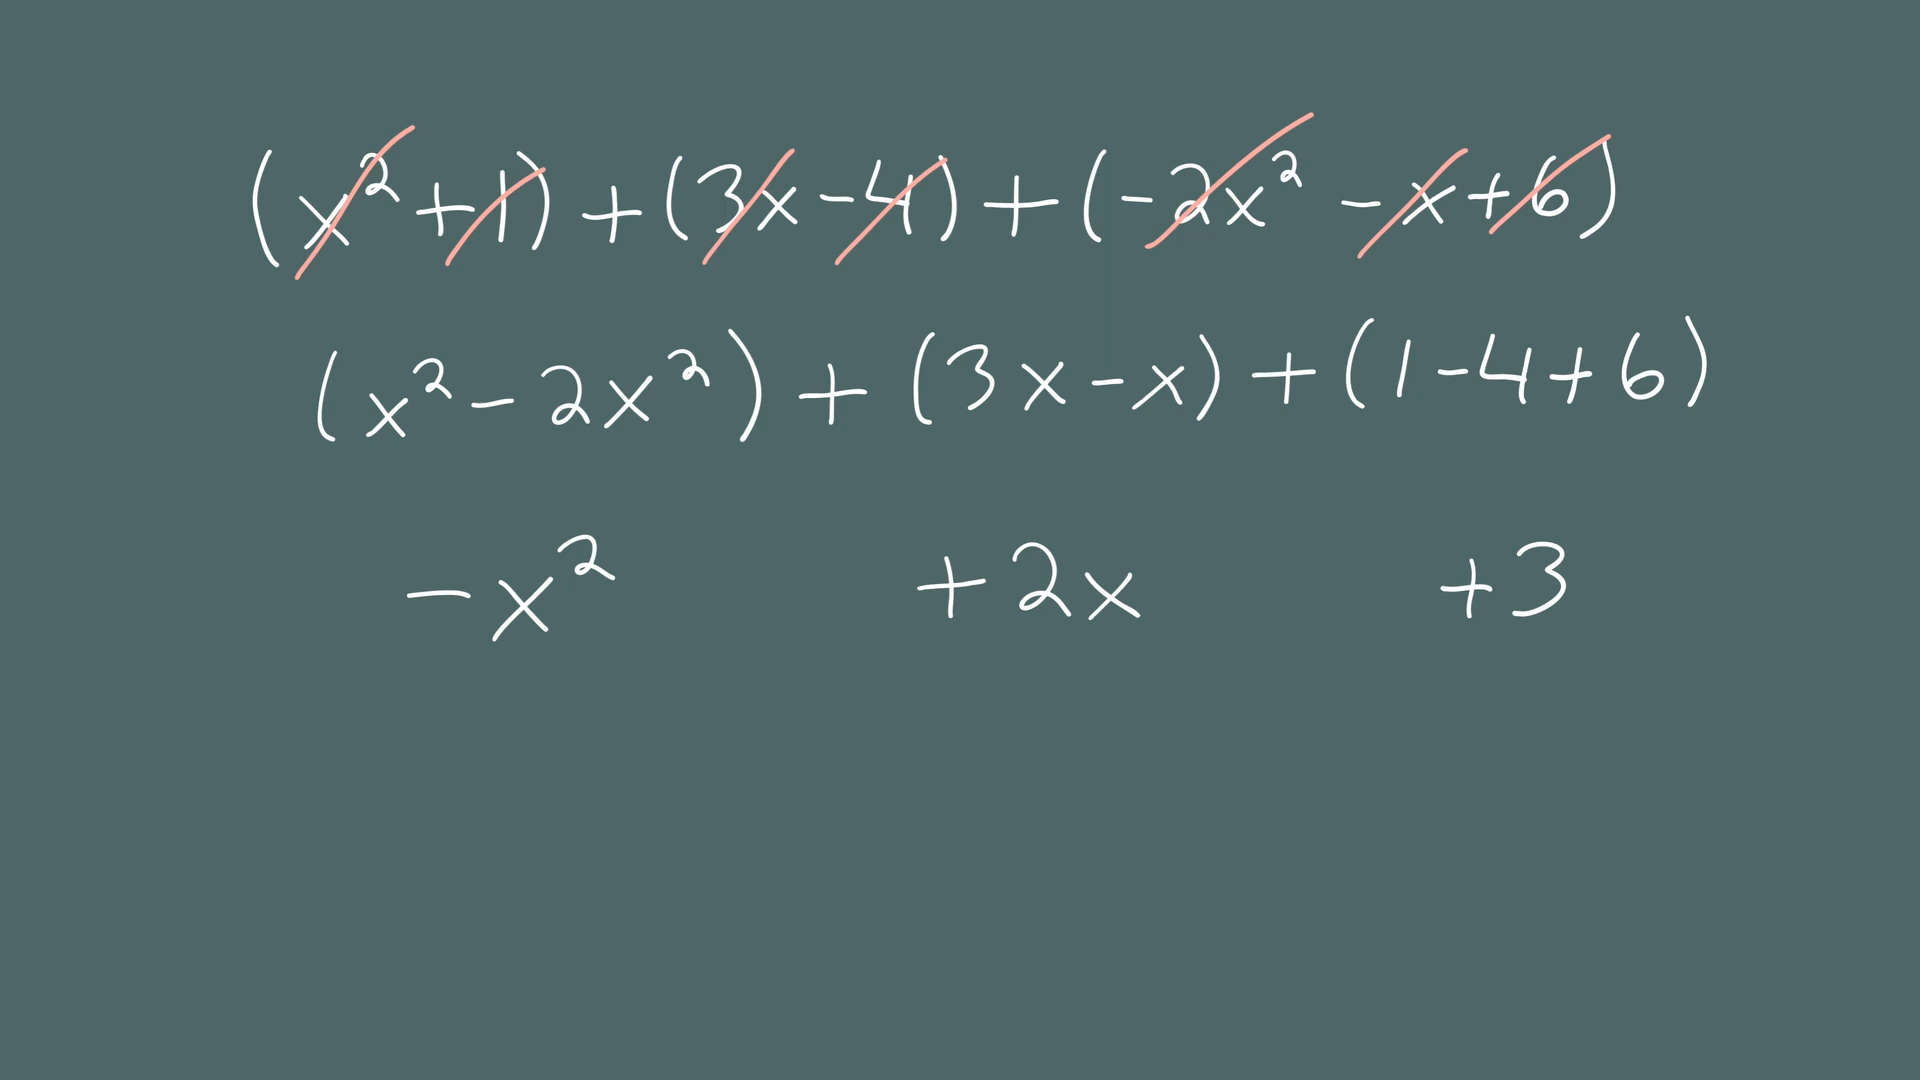 (x²+1)+(3x-4)+(-2x²-x+6)
(x²-2x²)+(3x-x)+(1-4+6)
-x² +2x +3